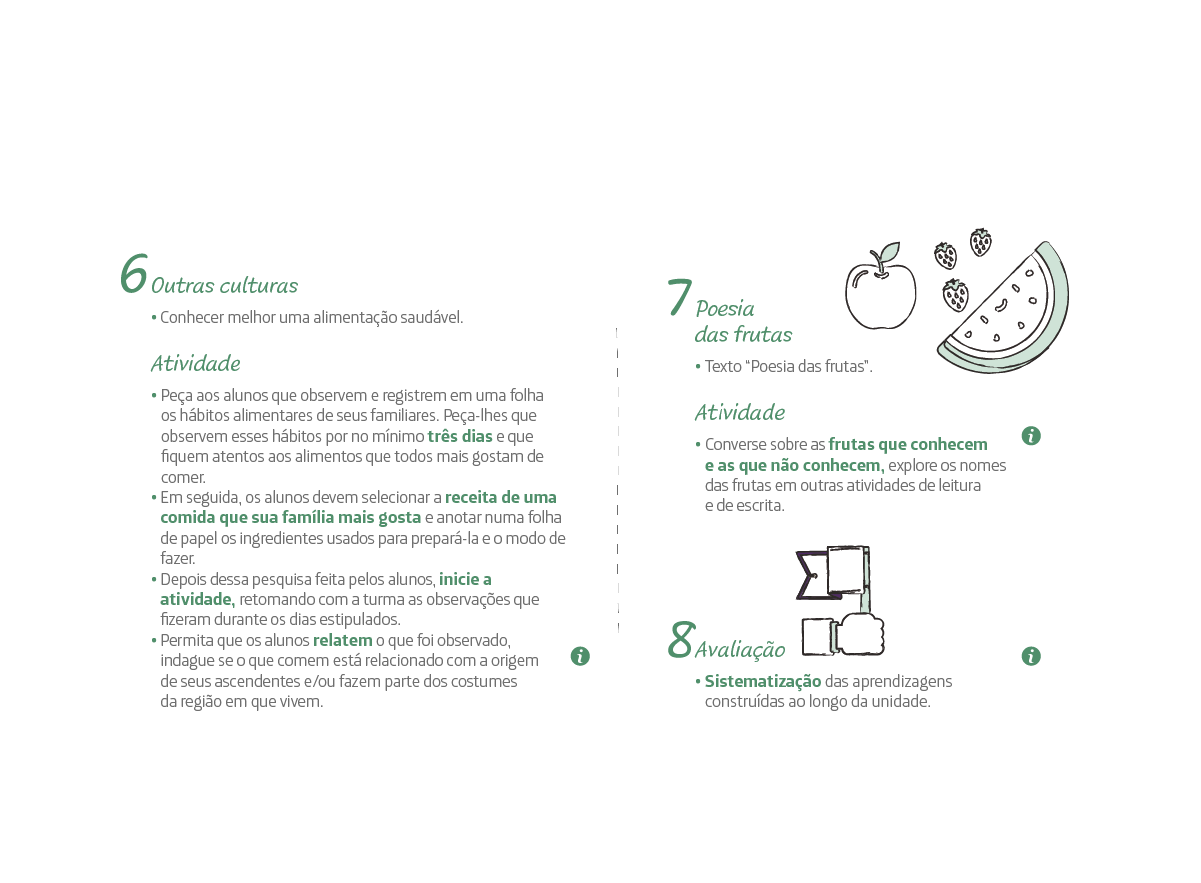 6 Outras culturas
• Conhecer melhor uma alimentação saudável.
Atividade
• Peça aos alunos que observem e registrem em uma folha
os hábitos alimentares de seus familiares. Peça-lhes que
observem esses hábitos por no mínimo três dias e que
fiquem atentos aos alimentos que todos mais gostam de
comer.
• Em seguida, os alunos devem selecionar a receita de uma
comida que sua família mais gosta e anotar numa folha
de papel os ingredientes usados para prepará-la e o modo de
fazer.
• Depois dessa pesquisa feita pelos alunos, inicie a
atividade, retomando com a turma as observações que
fizeram durante os dias estipulados.
• Permita que os alunos relatem o que foi observado,
indague se o que comem está relacionado com a origem
de seus ascendentes e/ou fazem parte dos costumes
da região em que vivem.
i
7 Poesia
das frutas
• Texto “Poesia das frutas”.
Atividade
• Converse sobre as frutas que conhecem
e as que não conhecem, explore os nomes
das frutas em outras atividades de leitura
e de escrita.
i
8 Avaliação
• Sistematização das aprendizagens
construídas ao longo da unidade.
i